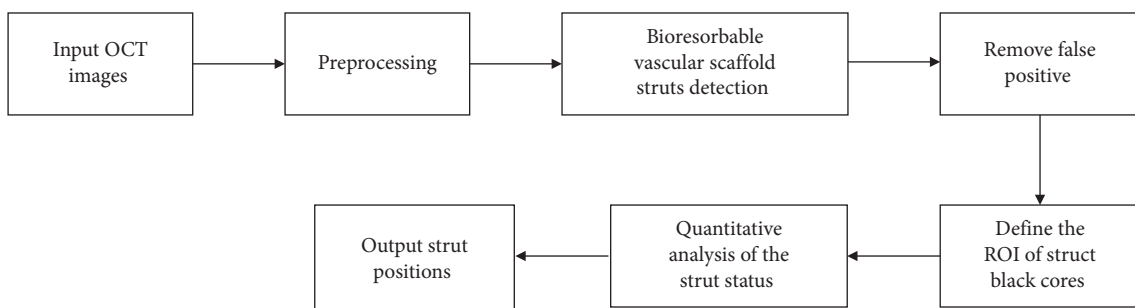 Input OCT
images
Preprocessing
Bioresorbable
vascular scaffold
struts detection
Remove false
positive
Define the
ROI of struct
black cores
Quantitative
analysis of the
strut status
Output strut
positions